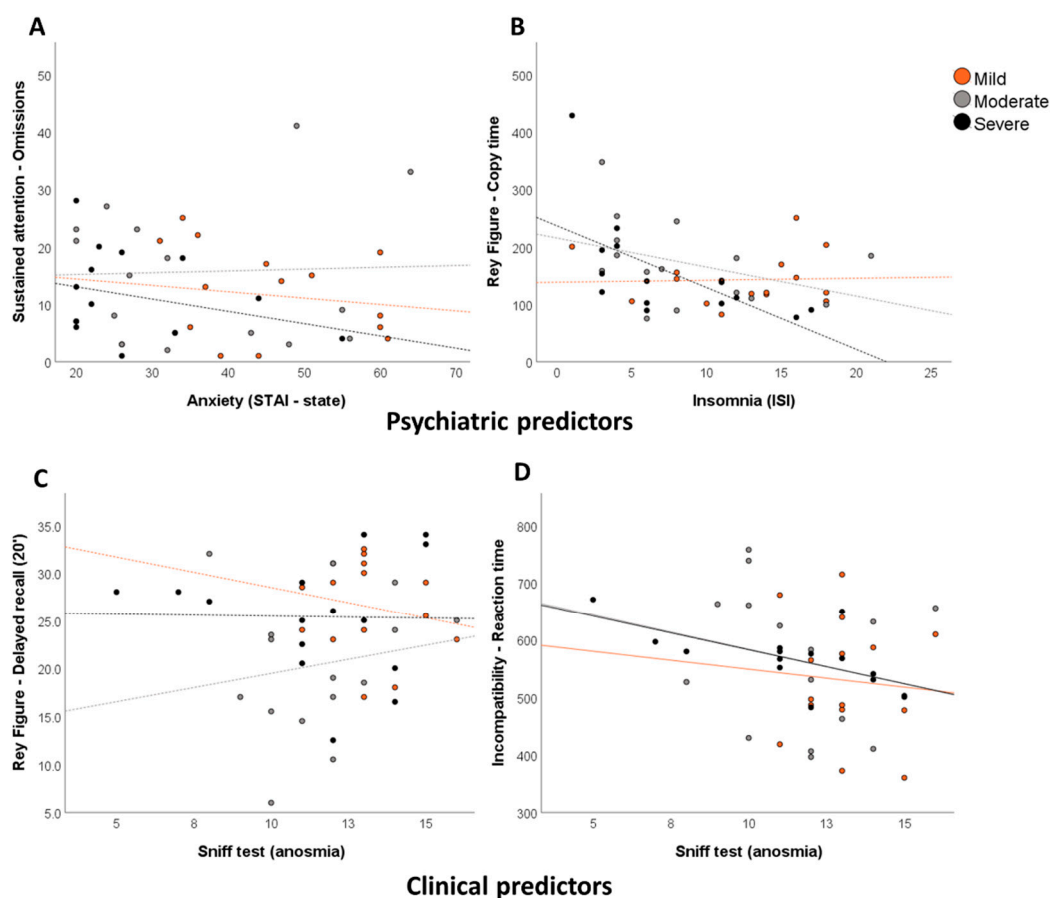 A
Sustained attention - Omissions
50
40
30
20
10
0
20 30 40 50 60 70
Anxiety (STAI - state)
B
Rey Figure - Copy time
500
400
300
200
100
0
0 5 10 15 20 25
Insomnia (ISI)
Mild
Moderate
Severe
Psychiatric predictors
C
Rey Figure - Delayed recall (20')
35.0
30.0
25.0
20.0
15.0
10.0
5.0
5 8 10 13 15
Sniff test (anosmia)
D
Incompatibility - Reaction time
800
700
600
500
400
300
5 8 10 13 15
Sniff test (anosmia)
Clinical predictors